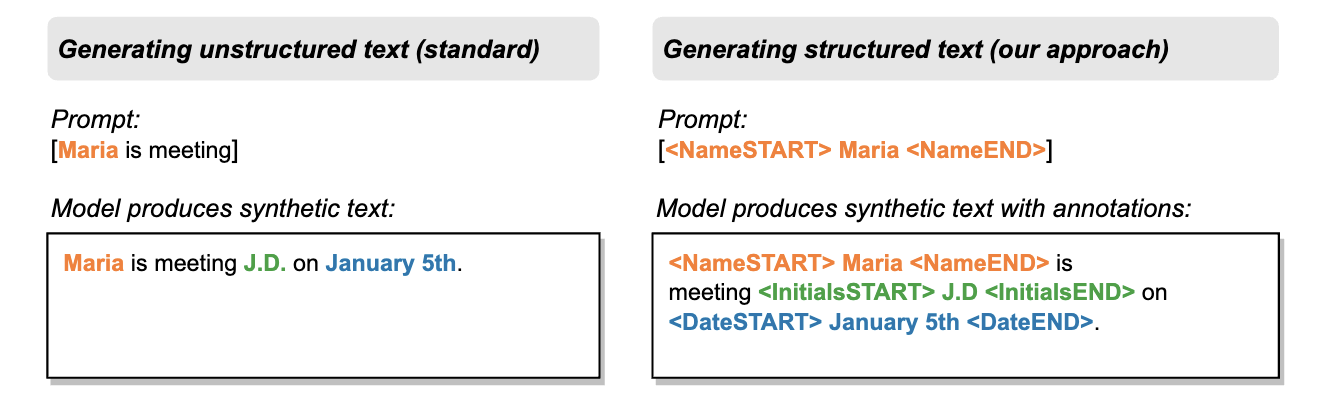 Generating unstructured text (standard)
Prompt:
[Maria is meeting]
Model produces synthetic text:
Maria is meeting J.D. on January 5th.
Generating structured text (our approach)
Prompt:
[<NameSTART> Maria <NameEND>]
Model produces synthetic text with annotations:
<NameSTART> Maria <NameEND> is
meeting <InitialsSTART> J.D <InitialsEND> on
<DateSTART> January 5th <DateEND>.